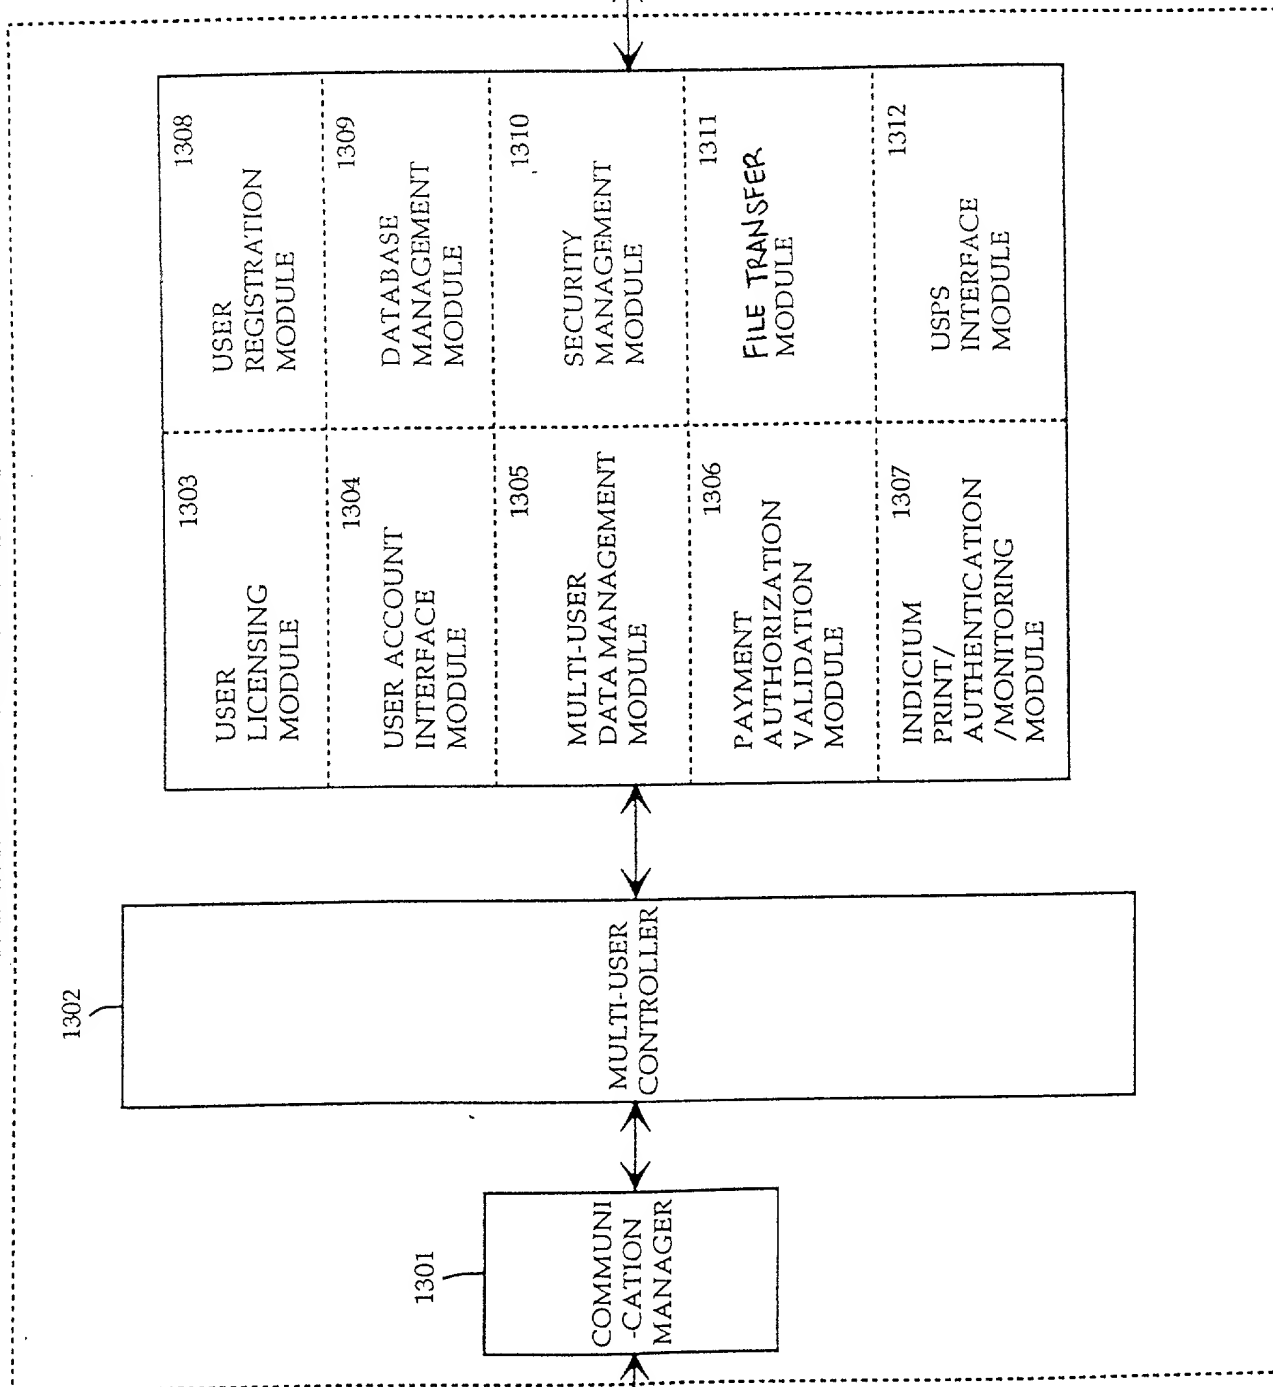 1301
COMMUNI
-CATION
MANAGER
1302
MULTI-USER
CONTROLLER
1303
USER
LICENSING
MODULE
1304
USER ACCOUNT
INTERFACE
MODULE
1305
MULTI-USER
DATA MANAGEMENT
MODULE
1306
PAYMENT
AUTHORIZATION
VALIDATION
MODULE
1307
INDICIUM
PRINT/
AUTHENTICATION
/MONITORING
MODULE
1308
USER
REGISTRATION
MODULE
1309
DATABASE
MANAGEMENT
MODULE
1310
SECURITY
MANAGEMENT
MODULE
1311
FILE TRANSFER
MODULE
1312
USPS
INTERFACE
MODULE